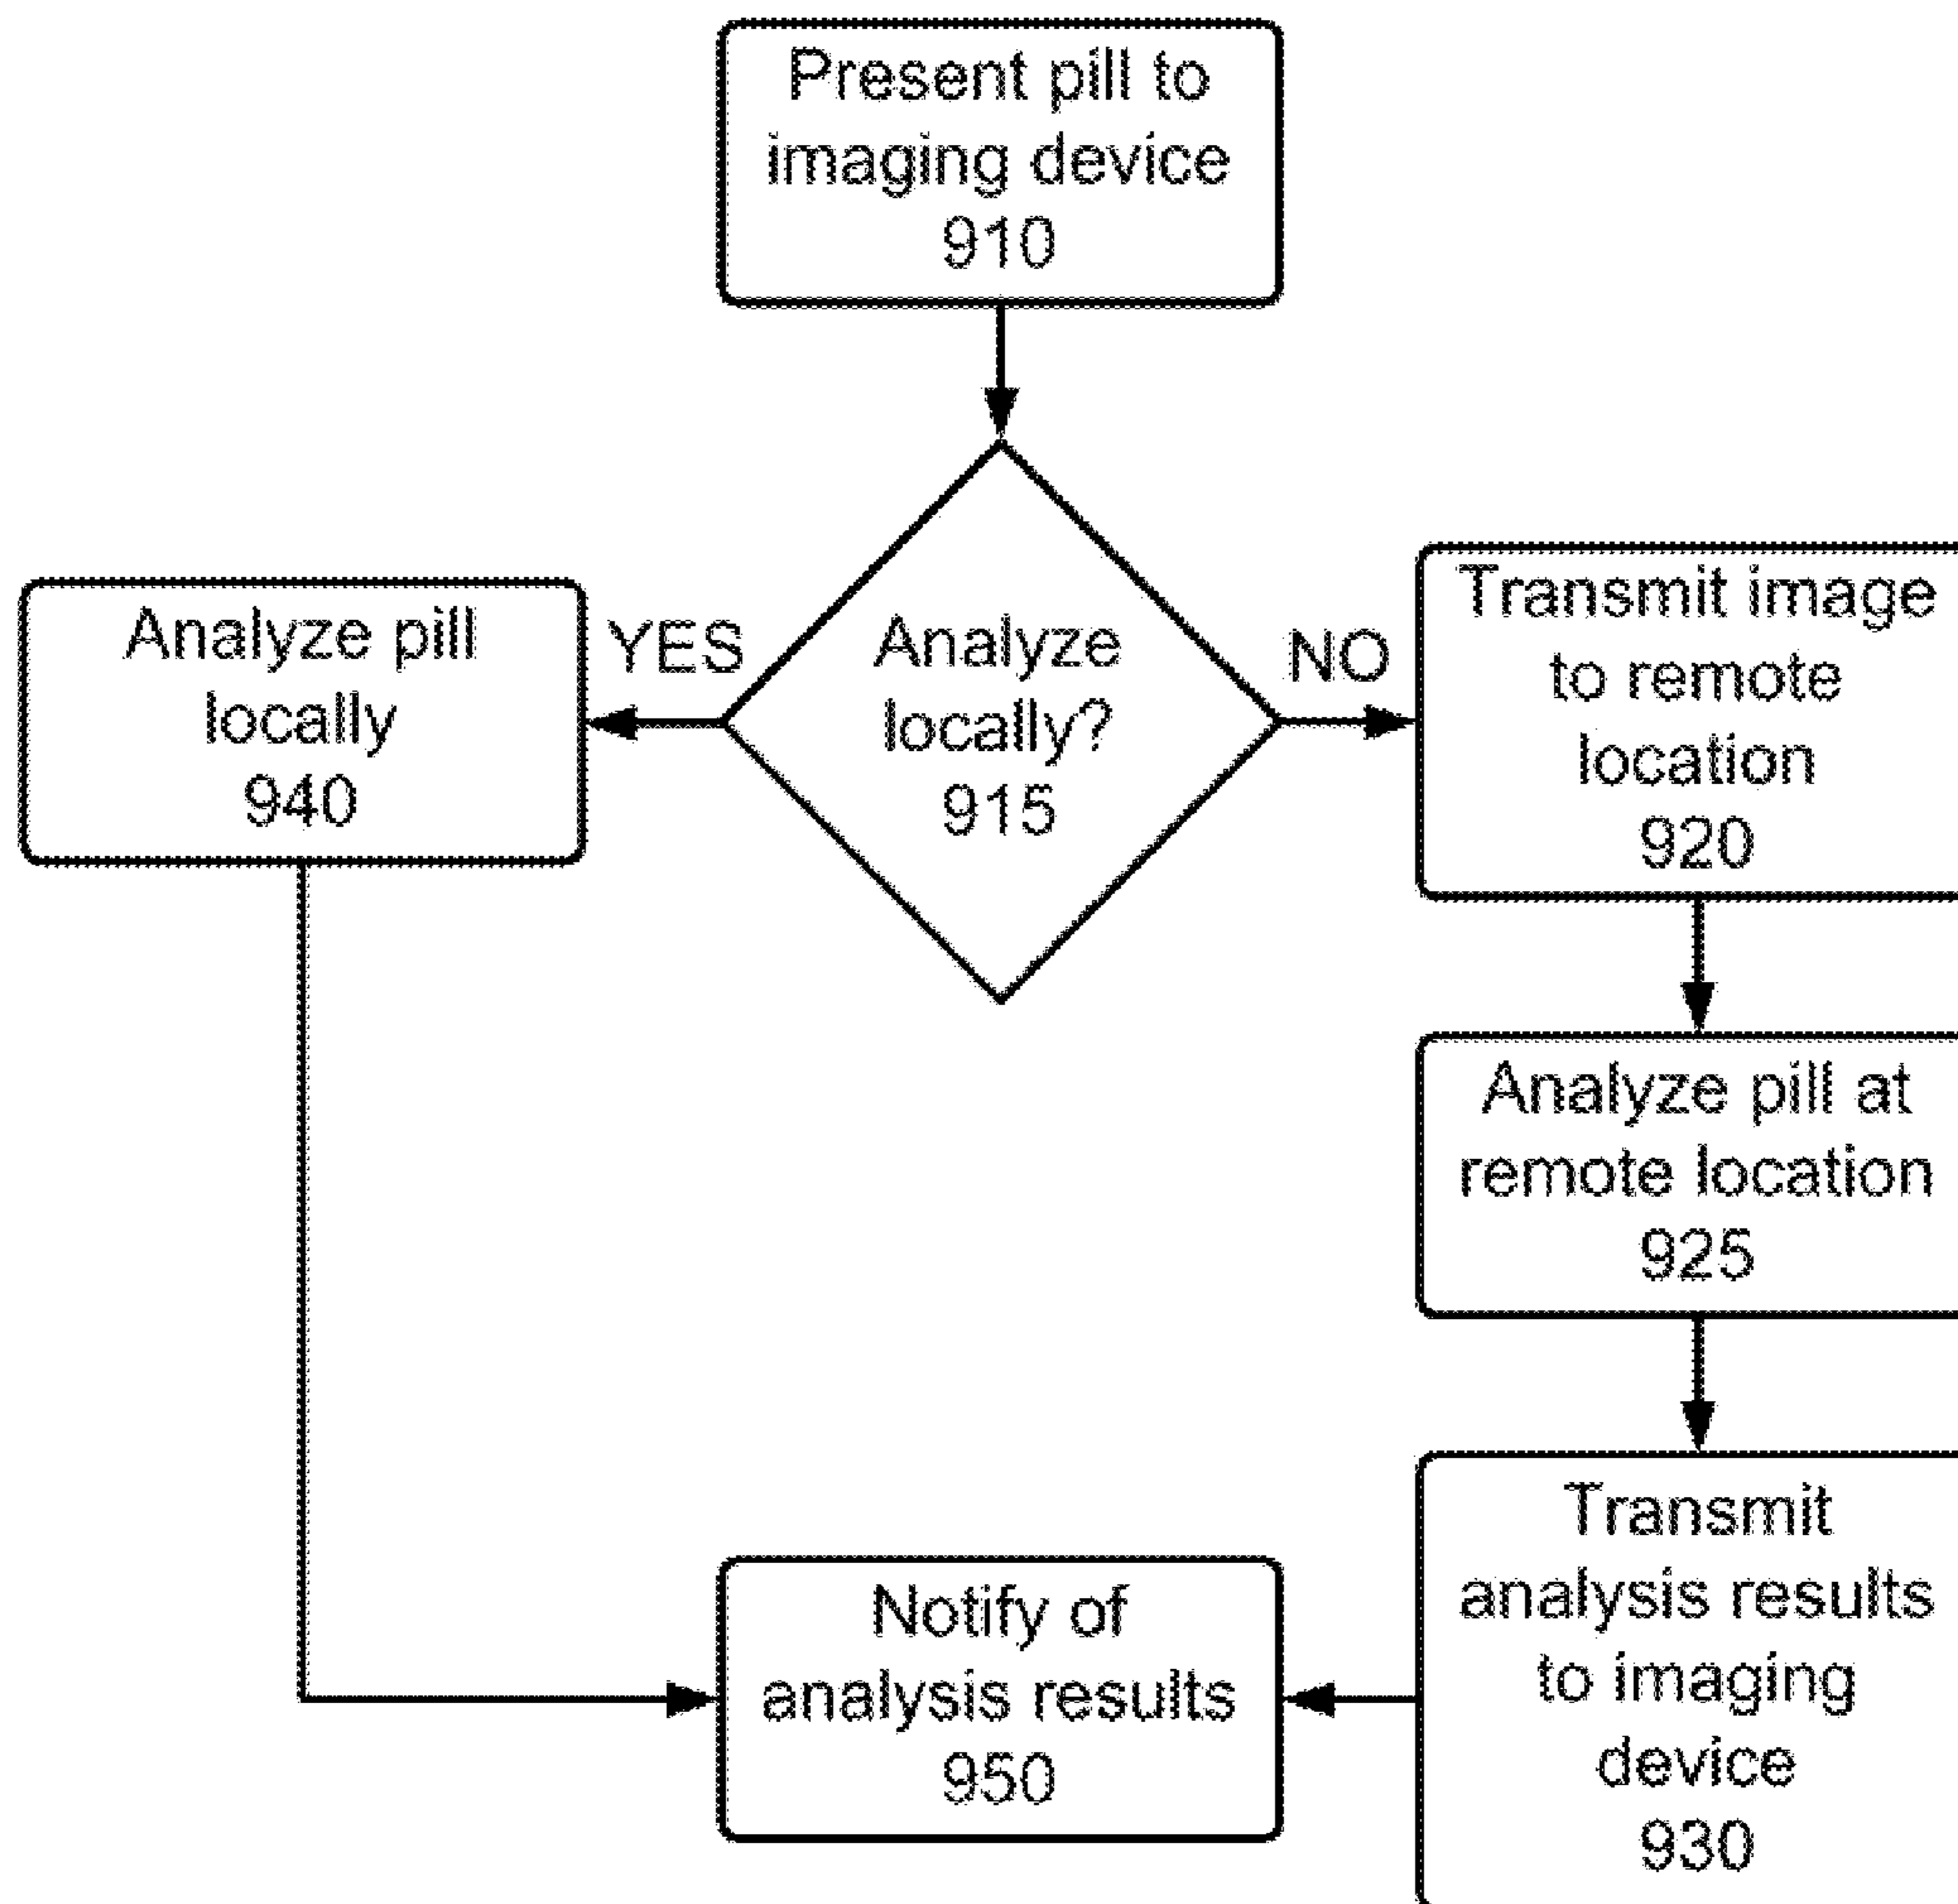 Present pill to
imaging device
910
Analyze
locally?
915
YES
NO
Analyze pill
locally
940
Transmit image
to remote
location
920
Analyze pill at
remote location
925
Transmit
analysis results
to imaging
device
930
Notify of
analysis results
950